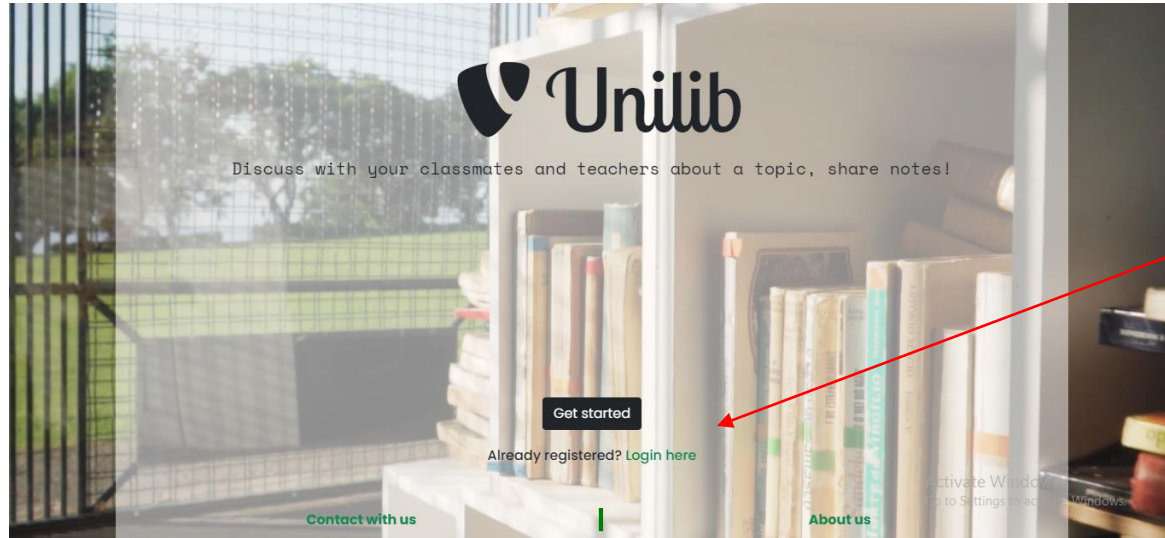 Unilib
Discuss with your classmates and teachers about a topic, share notes!
Get started
Already registered? Login here
Activate Windows
Go to Settings to activate Windows.
Contact with us
About us